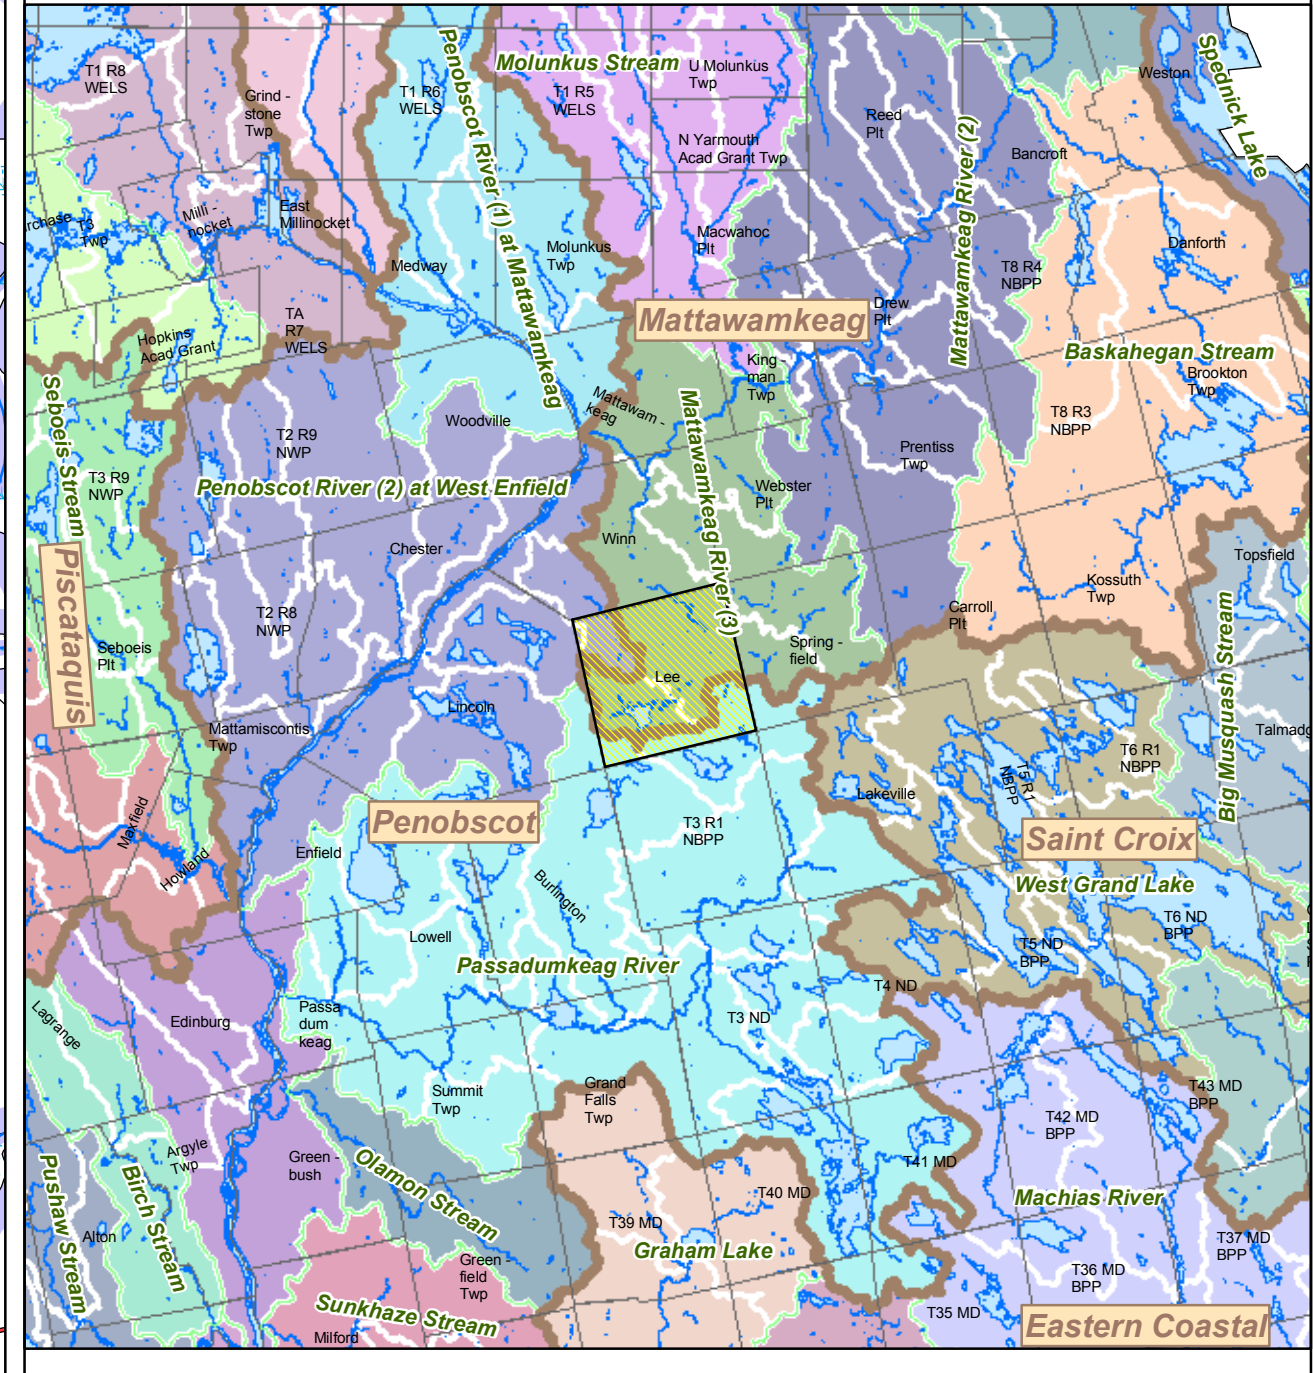 T1 R8
WELS
Grind -
stone
Twp
T1 R6
WELS
Penobscot River (1) at Mattawamkeag
Molunkus Stream
T1 R5
WELS
U Molunkus
Twp
N Yarmouth
Acad Grant Twp
Reed
Plt
Mattawamkeag River (2)
Bancroft
Weston
Spednick Lake
rchase
T3
Twp
Milli -
nocket
East
Millinocket
Medway
Molunkus
Twp
Macwahoc
Plt
Danforth
T8 R4
NBPP
Drew
Plt
Mattawamkeag
TA
R7
WELS
Hopkins
Acad Grant
King -
man
Twp
Baskahegan Stream
Brookton
Twp
Seboeis Stream
Woodville
Mattawam -
keag
Mattawamkeag River (3)
T8 R3
NBPP
T2 R9
NWP
Prentiss
Twp
T3 R9
NWP
Penobscot River (2) at West Enfield
Webster
Plt
Winn
Chester
Topsfield
Piscataquis
Kossuth
Twp
Carroll
Plt
T2 R8
NWP
Big Musquash Stream
Seboeis
Plt
Spring -
field
Lee
Lincoln
Mattamiscontis
Twp
Talmadg
T6 R1
NBPP
T5 R1
NBPP
Lakeville
Maxfield
Penobscot
T3 R1
NBPP
Saint Croix
Enfield
Howland
Burlington
West Grand Lake
T6 ND
BPP
Lowell
T5 ND
BPP
Passadumkeag River
T4 ND
Lagrange
Edinburg
Passa
dum
keag
T3 ND
Summit
Twp
Grand
Falls
Twp
T43 MD
BPP
T42 MD
BPP
Argyle
Twp
Green -
bush
Olamon Stream
T41 MD
Pushaw Stream
Birch Stream
T40 MD
Machias River
T39 MD
Alton
Graham Lake
T37 MD
BPP
Green -
field
Twp
T36 MD
BPP
Sunkhaze Stream
T35 MD
Eastern Coastal
Milford